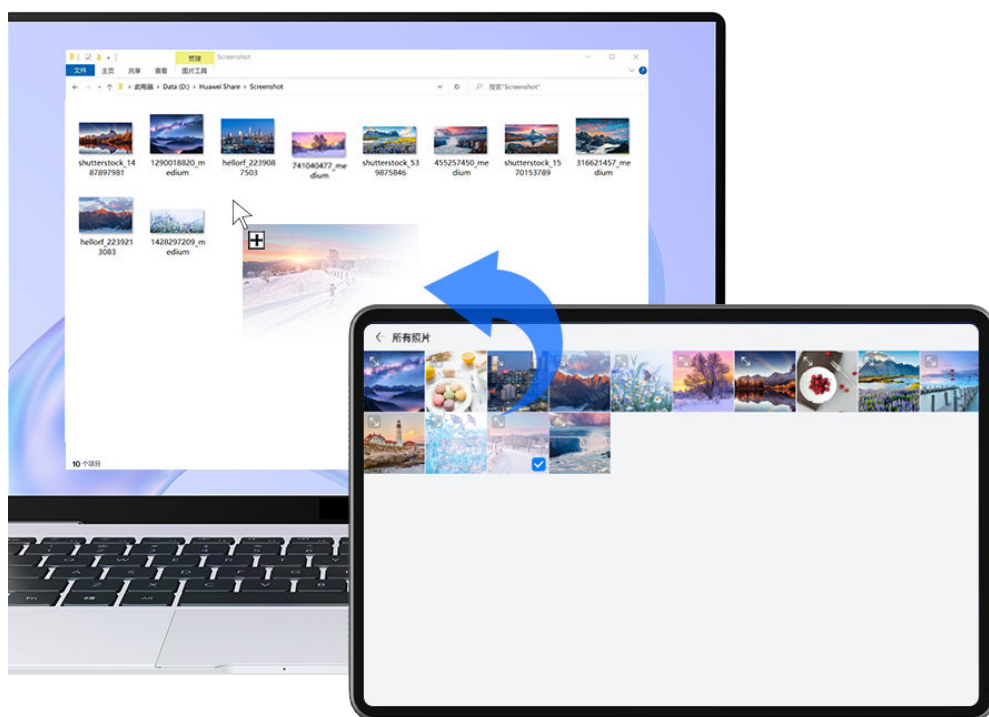 管理 Screenshot
文件 主页 共享 查看 图片工具
此电脑 › Data (D:) › Huawei Share › Screenshot
搜索"Screenshot"
shutterstock_14 1290018820_m hellorf_223908 741040477_me shutterstock_53 455257450_me shutterstock_15 316621457_me
87897981 edium 7503 dium 9875846 dium 70153789 dium
hellorf_223921 1428297209_m
3083 edium
所有照片
10 个项目